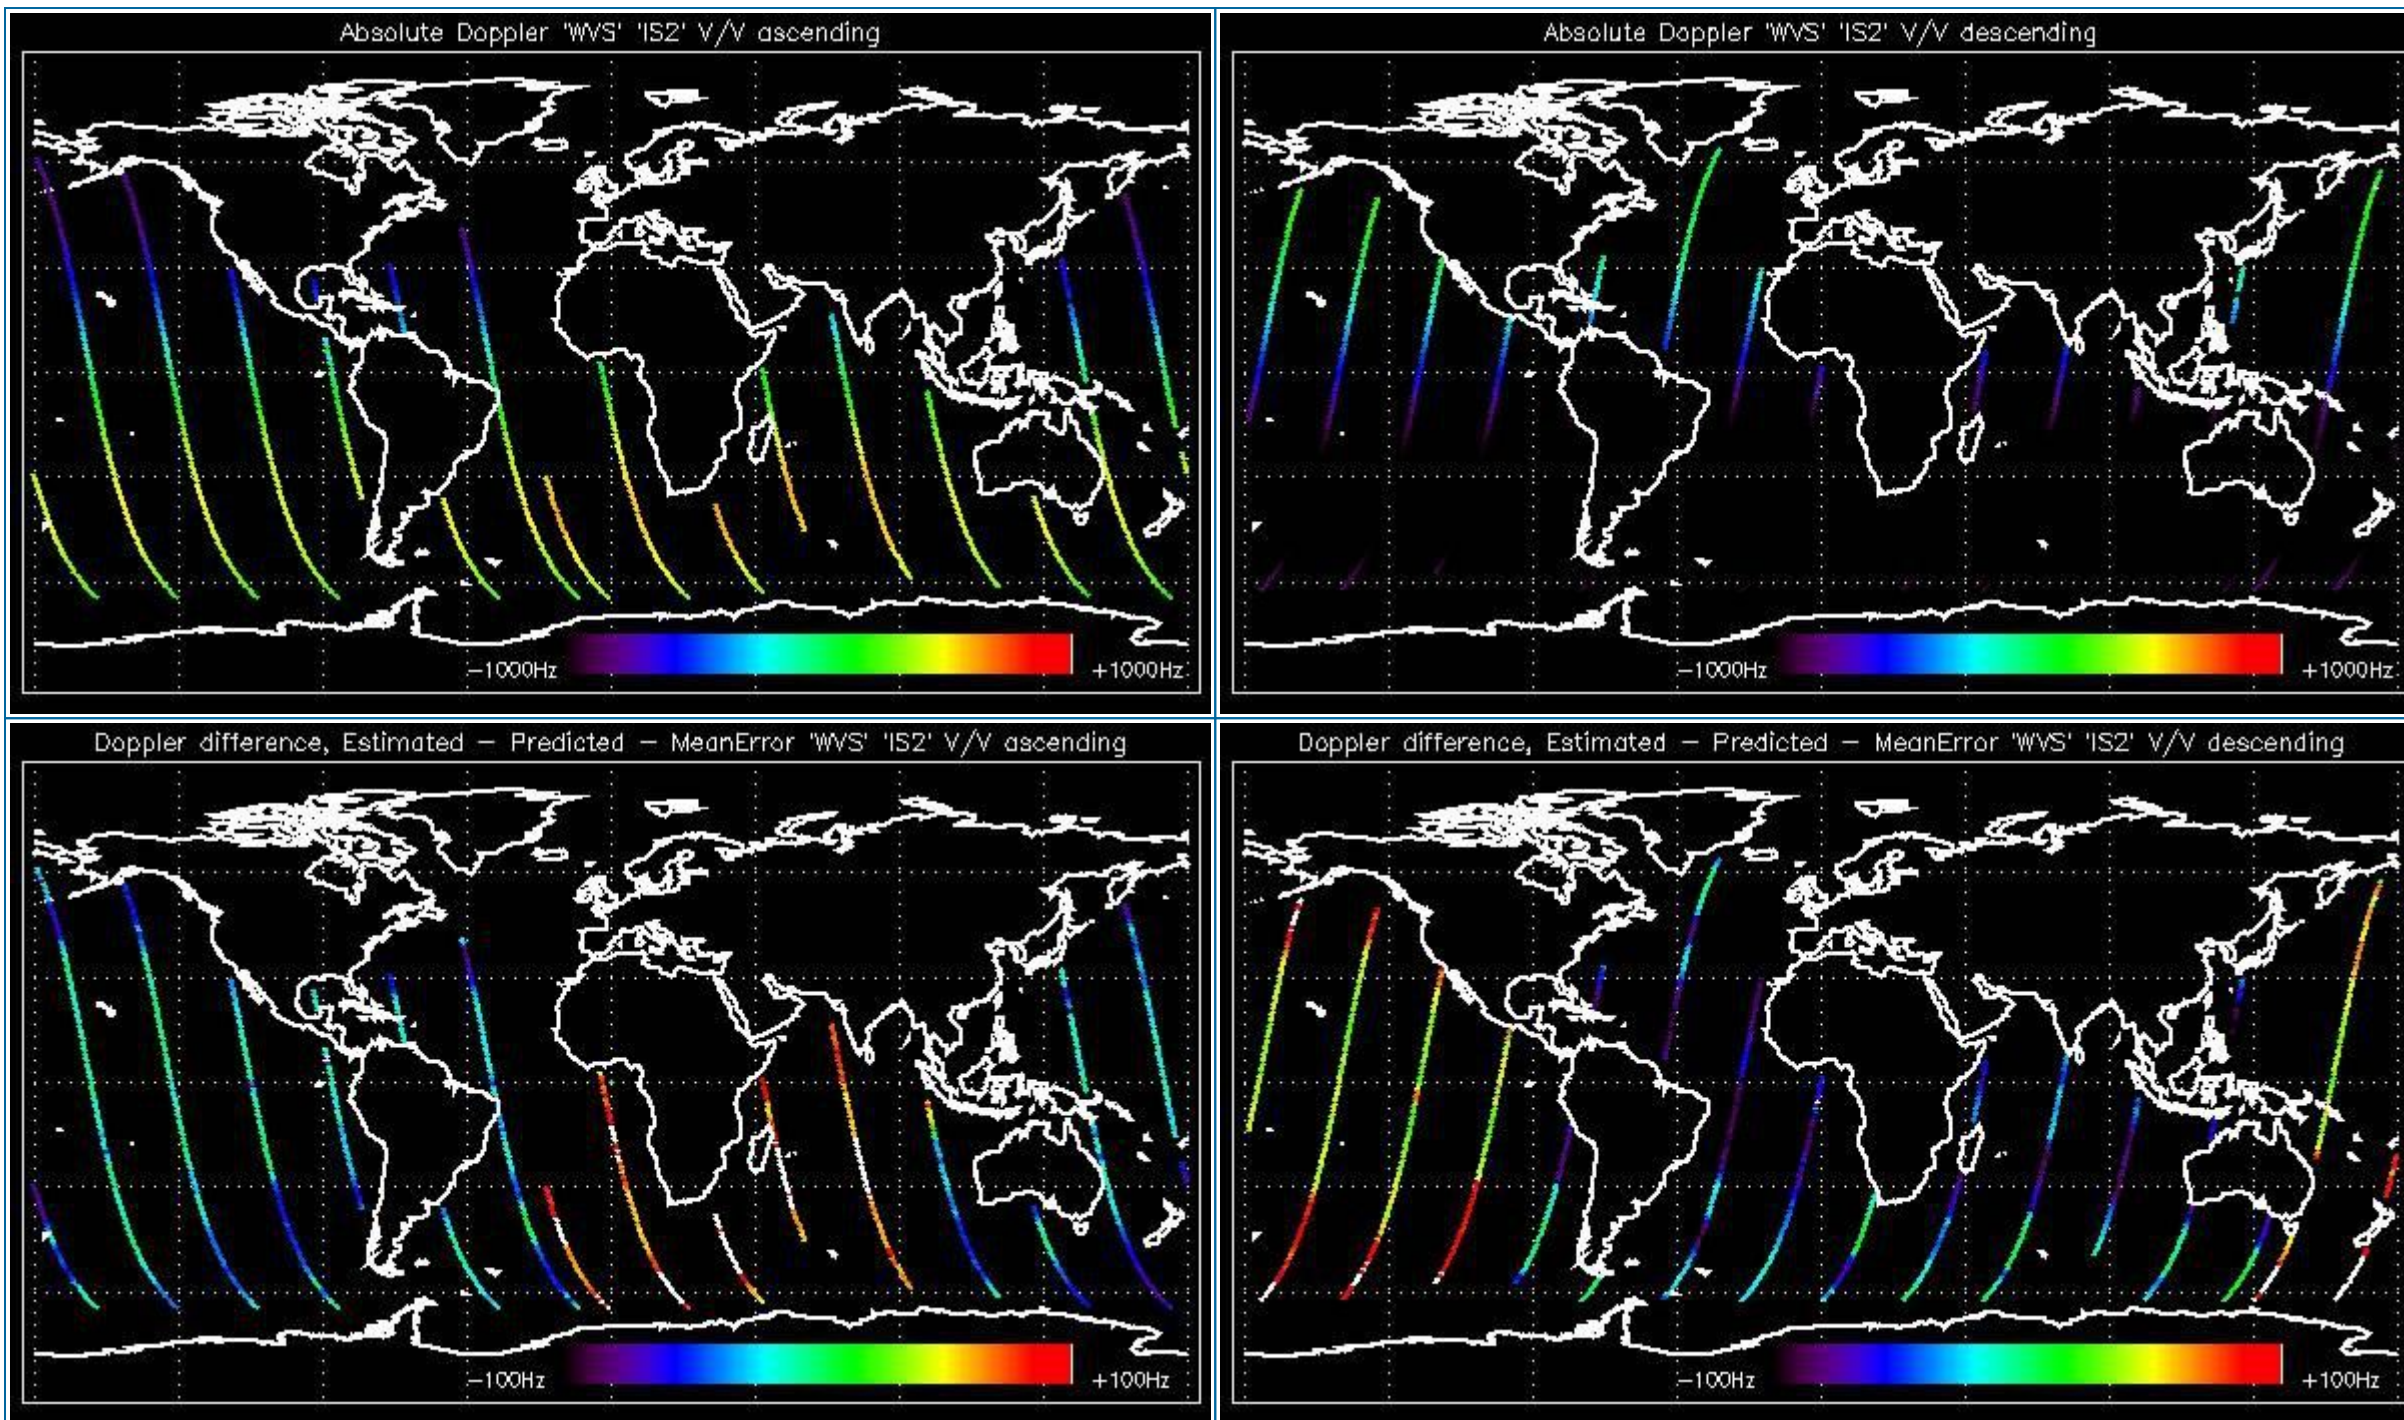 Absolute Doppler 'WVS' 'IS2' V/V ascending
-1000Hz
+1000Hz
Absolute Doppler 'WVS' 'IS2' V/V descending
-1000Hz
+1000Hz
Doppler difference, Estimated - Predicted - MeanError 'WVS' 'IS2' V/V ascending
-100Hz
+100Hz
Doppler difference, Estimated - Predicted - MeanError 'WVS' 'IS2' V/V descending
-100Hz
+100Hz